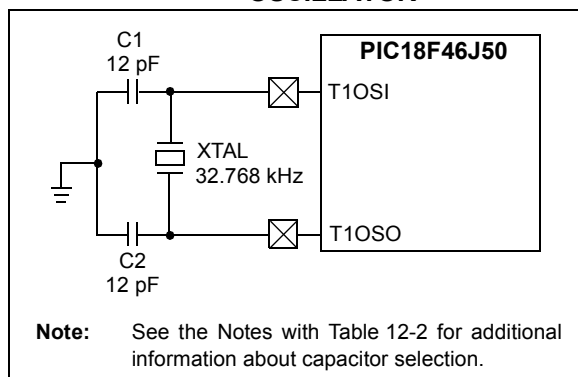 C1
12 pF
PIC18F46J50
T1OSI
XTAL
32.768 kHz
T1OSO
C2
12 pF
Note: See the Notes with Table 12-2 for additional
information about capacitor selection.